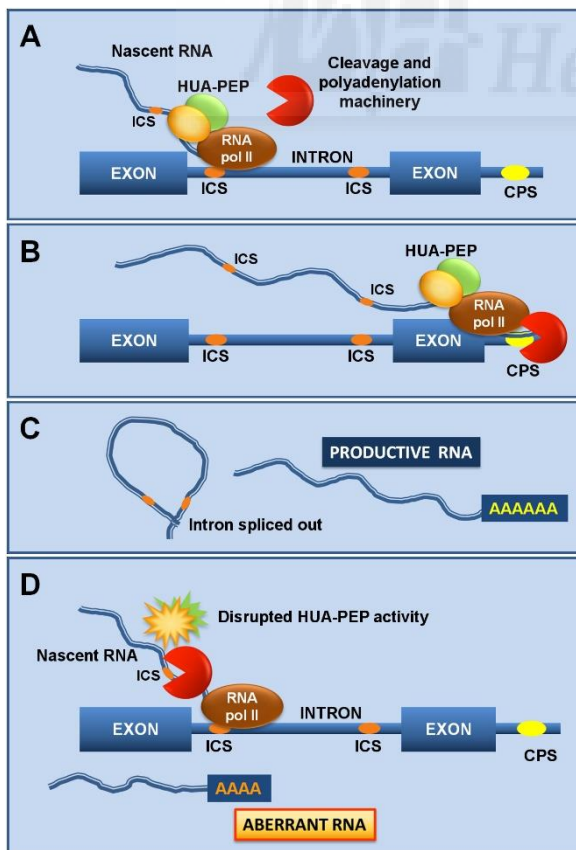 A
Nascent RNA
HUA-PEP
Cleavage and
polyadenylation
machinery
ICS
RNA
pol II
INTRON
EXON
ICS
ICS
EXON
CPS
B
HUA-PEP
ICS
ICS
RNA
pol II
EXON
ICS
ICS
EXON
CPS
C
PRODUCTIVE RNA
AAAAAA
Intron spliced out
D
Disrupted HUA-PEP activity
Nascent RNA
ICS
RNA
pol II
INTRON
EXON
ICS
ICS
EXON
CPS
AAAA
ABERRANT RNA